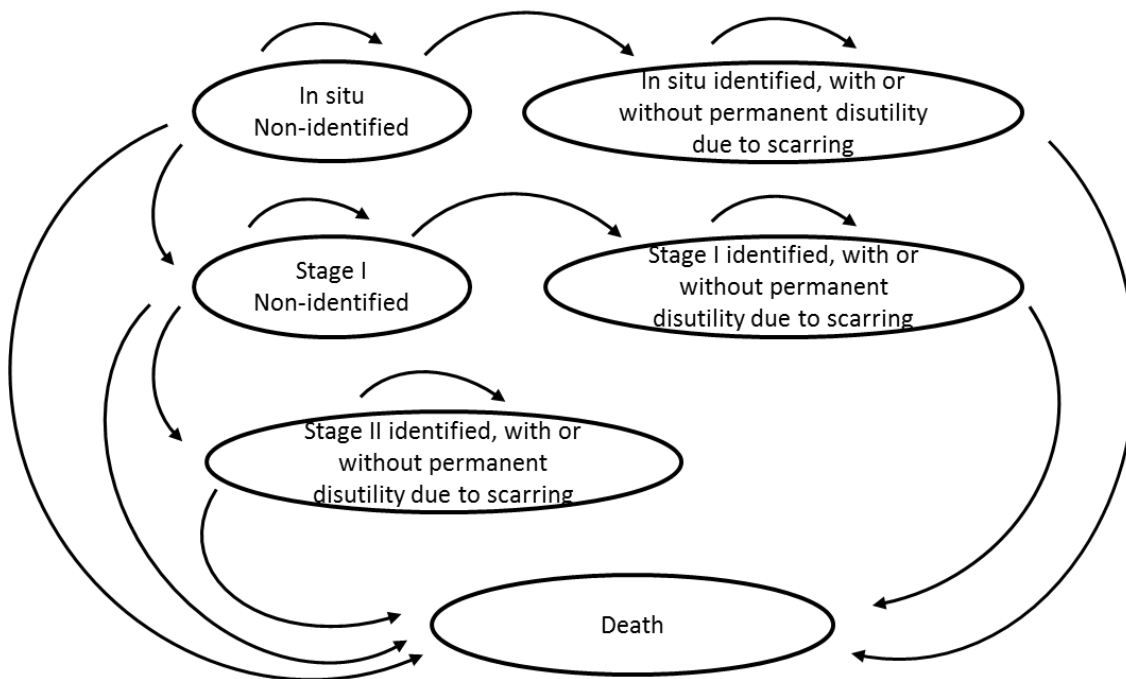 In situ
Non-identified
In situ identified, with or
without permanent disutility
due to scarring
Stage I
Non-identified
Stage I identified, with or
without permanent
disutility due to scarring
Stage II identified, with or
without permanent
disutility due to scarring
Death